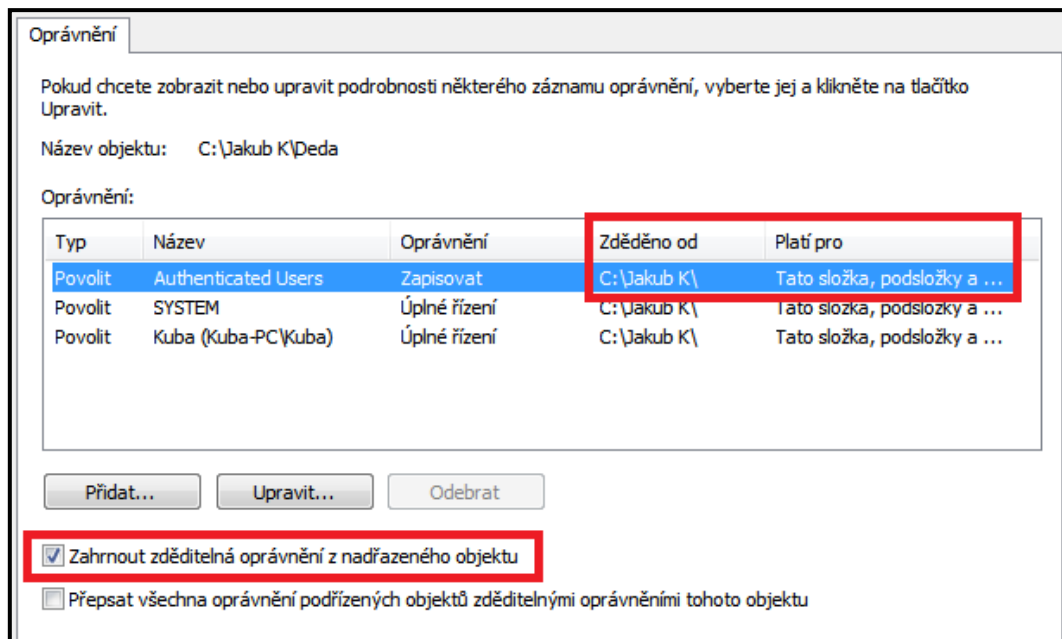 Oprávnění
Pokud chcete zobrazit nebo upravit podrobnosti některého záznamu oprávnění, vyberte jej a klikněte na tlačítko
Upravit.
Název objektu: C:\Jakub K\Deda
Oprávnění:
Typ Název Oprávnění Zděděno od Platí pro
Povolit Authenticated Users Zapisovat C:\Jakub K\ Tato složka, podsložky a ...
Povolit SYSTEM Úplné řízení C:\Jakub K\ Tato složka, podsložky a ...
Povolit Kuba (Kuba-PC\Kuba) Úplné řízení C:\Jakub K\ Tato složka, podsložky a ...
Přidat... Upravit... Odebrat
Zahrnout zděditelná oprávnění z nadřazeného objektu
Přepsat všechna oprávnění podřízených objektů zděditelnými oprávněními tohoto objektu